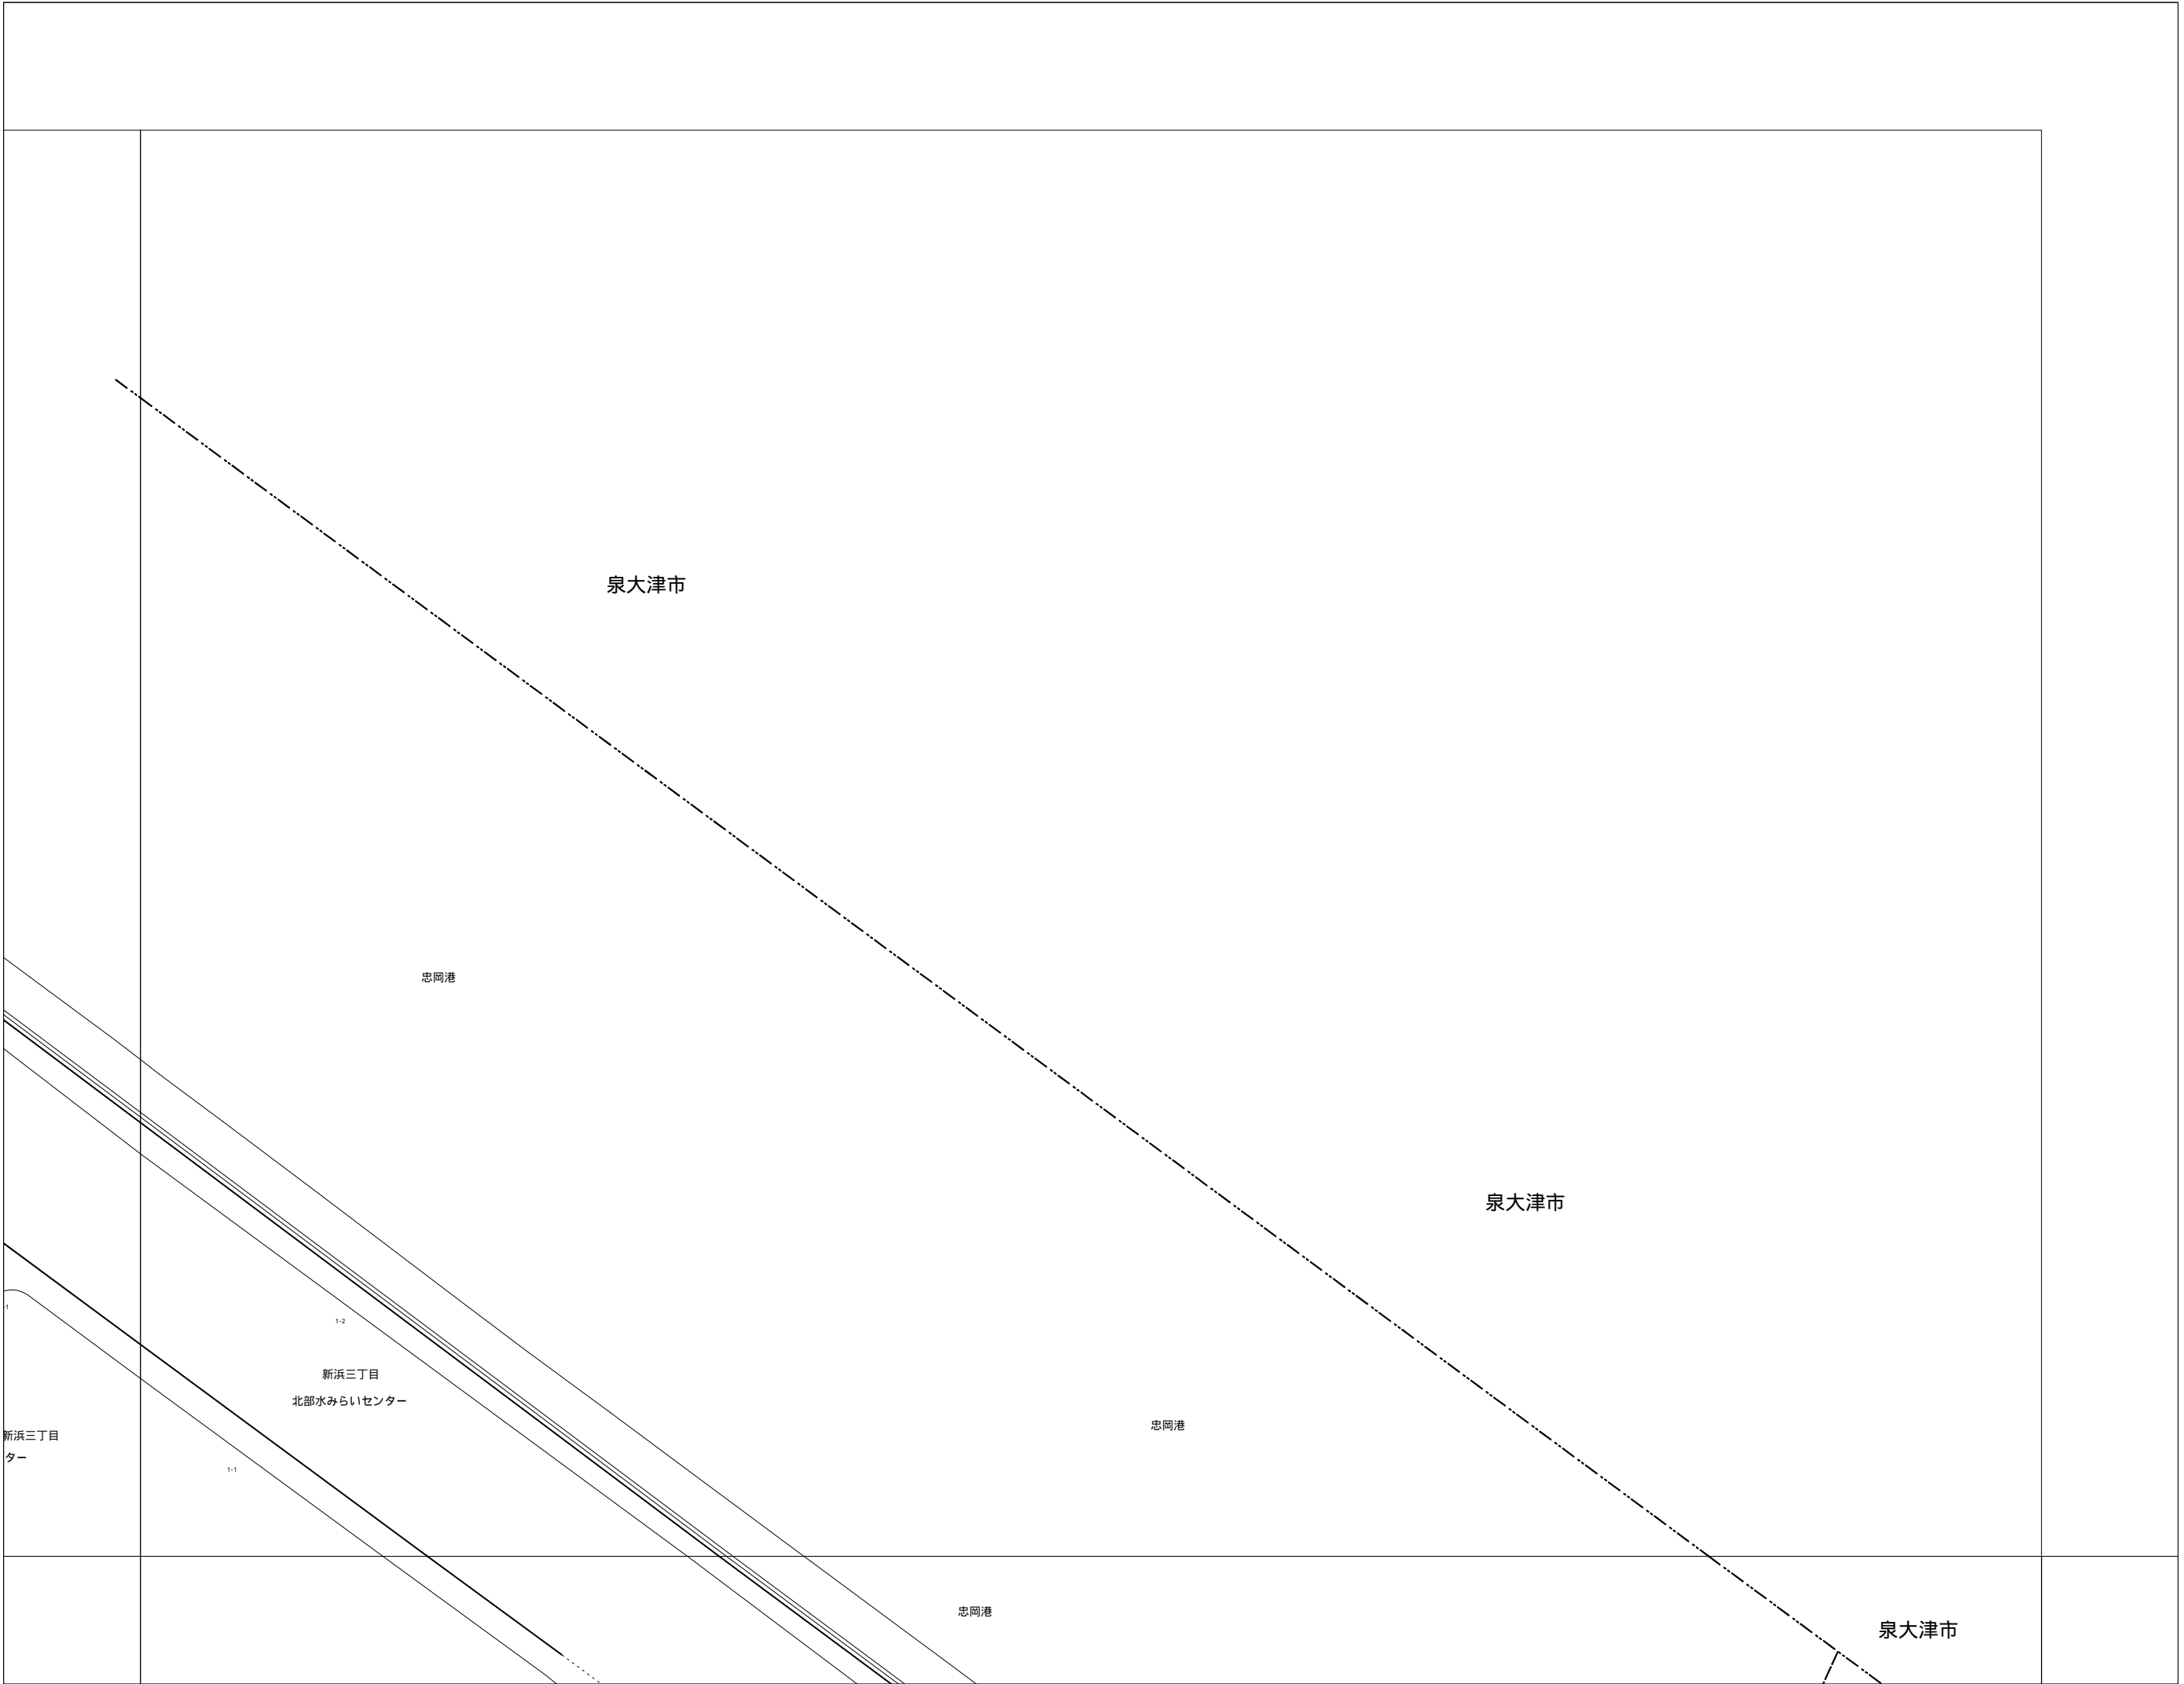 泉大津市
忠岡港
泉大津市
-1
1-2
新浜三丁目
北部水みらいセンター
忠岡港
新浜三丁目
ター
1-1
忠岡港
泉大津市